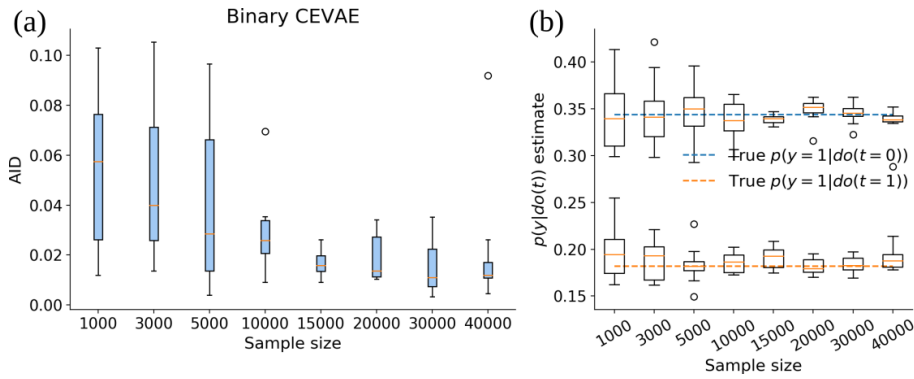 (a)
Binary CEVAE
AID
0.10
0.08
0.06
0.04
0.02
0.00
1000 3000 5000 10000 15000 20000 30000 40000
Sample size
(b)
p(y|do(t)) estimate
0.40
0.35
0.30
0.25
0.20
0.15
True p(y = 1|do(t = 0))
True p(y = 1|do(t = 1))
1000 3000 5000 10000 15000 20000 30000 40000
Sample size